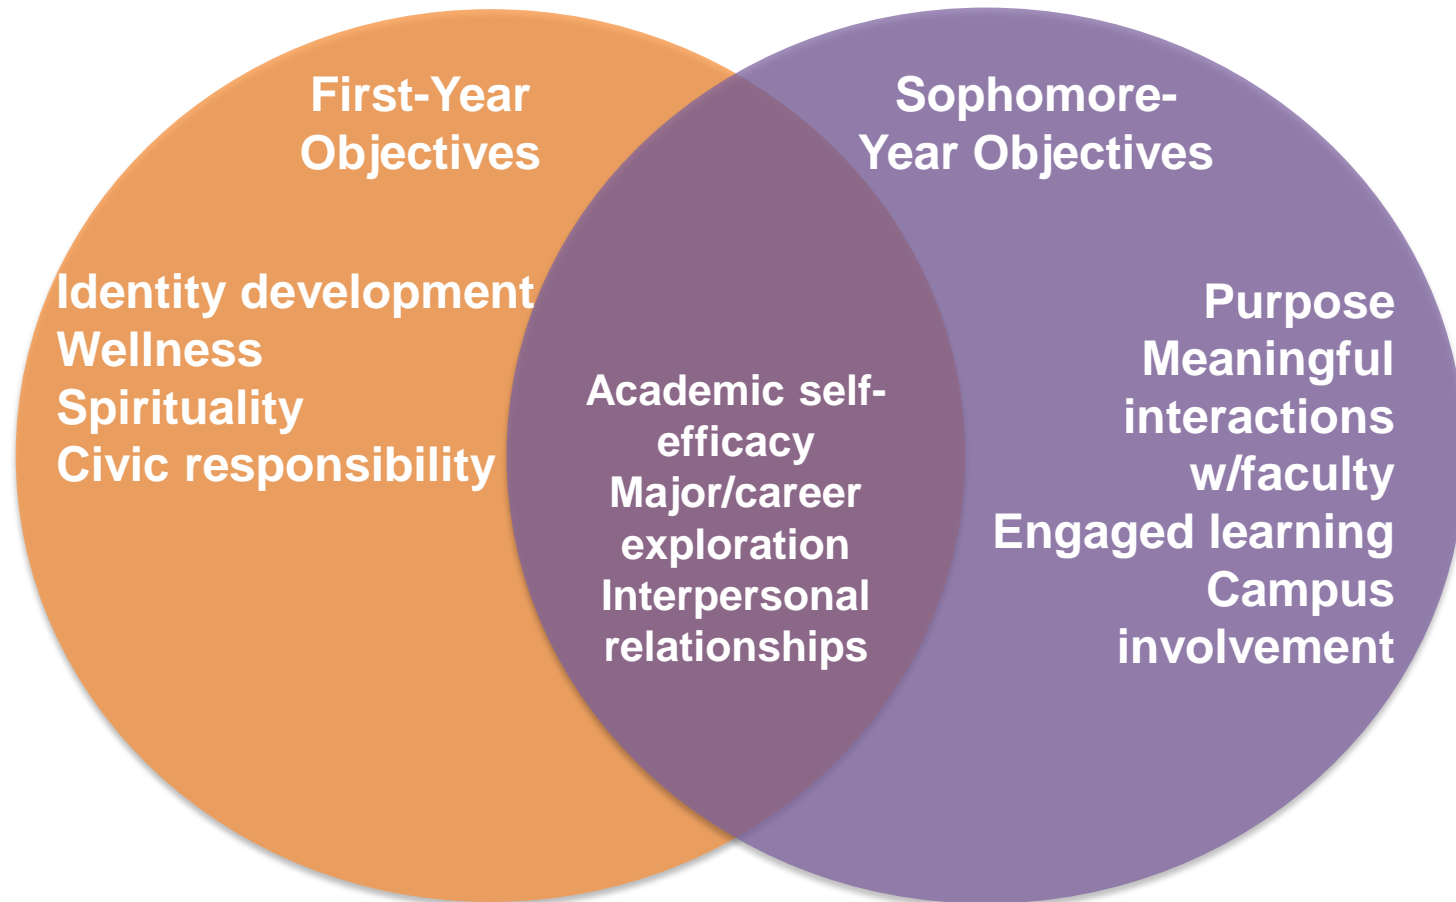 First-Year
Objectives
Identity development
Wellness
Spirituality
Civic responsibility
Academic self-
efficacy
Major/career
exploration
Interpersonal
relationships
Sophomore-
Year Objectives
Purpose
Meaningful
interactions
w/faculty
Engaged learning
Campus
involvement